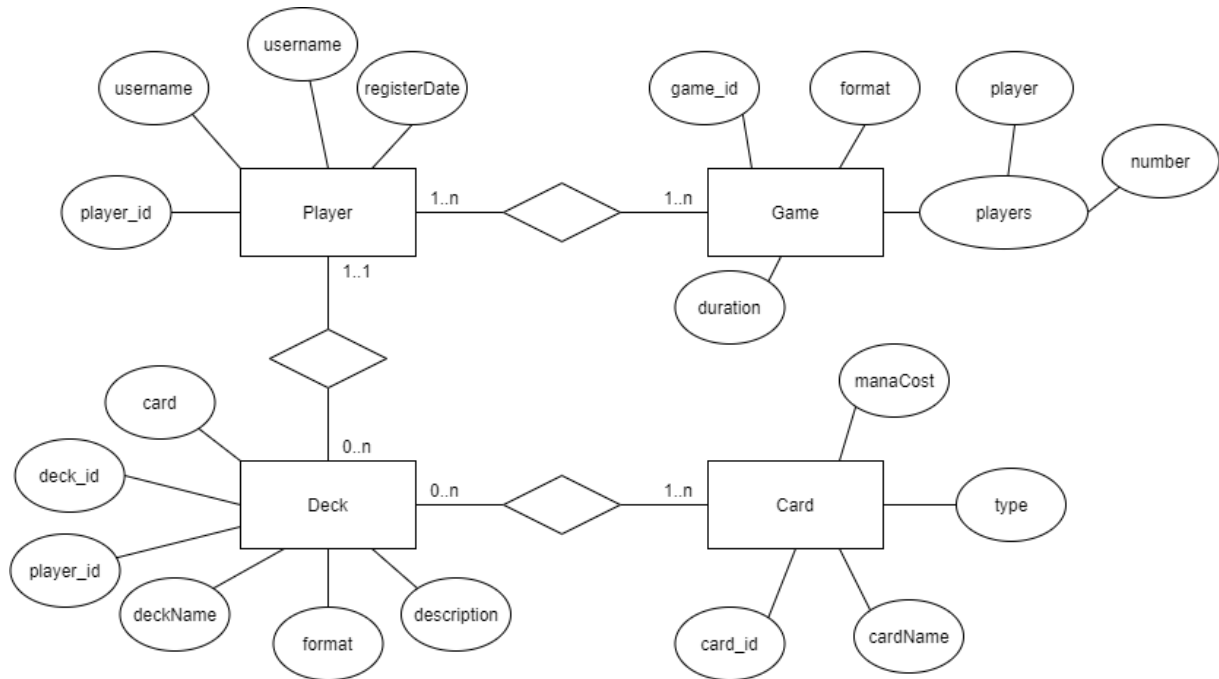 username
username
registerDate
player_id
Player
1..n
1..n
game_id
format
player
number
Game
players
duration
1..1
card
deck_id
player_id
0..n
Deck
0..n
1..n
deckName
format
description
manaCost
Card
type
card_id
cardName